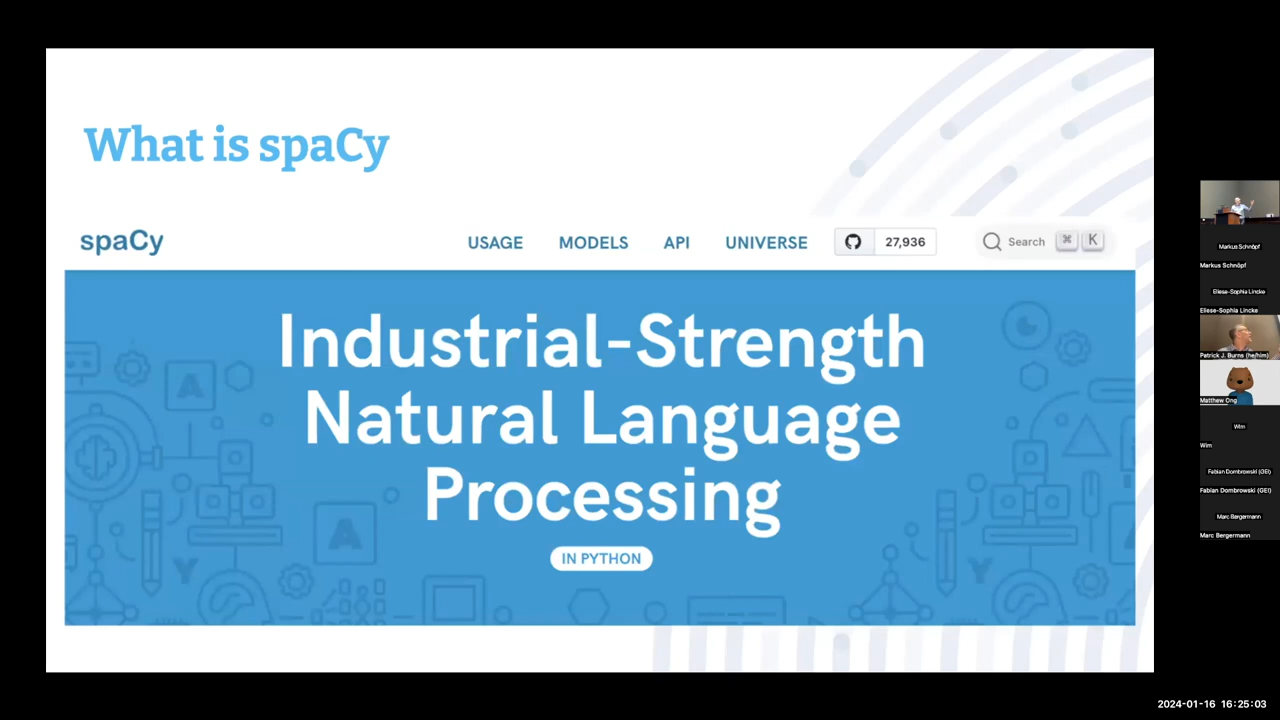 What is spaCy
spaCy
USAGE
MODELS
API
UNIVERSE
27,936
Search
⌘
K
Industrial-Strength
Natural Language
Processing
IN PYTHON
A
A
Y
Y
Markus Schnöpf
Markus Schnöpf
Eliese-Sophia Lincke
Eliese-Sophia Lincke
Patrick J. Burns (he/him)
Matthew Ong
Wim
Wim
Fabian Dombrowski (GEI)
Fabian Dombrowski (GEI)
Marc Bergermann
Marc Bergermann
2024-01-16 16:25:03